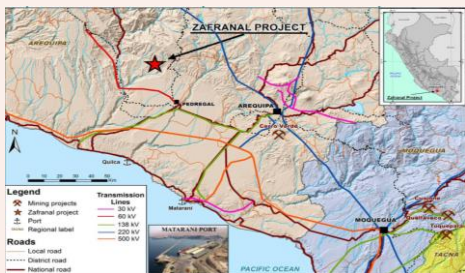 ZAFRANAL PROJECT
AREQUIPA
PEDREGAL
AREQUIPA
Cerro Verde
Quilca
Matarani
MOQUEGUA
MOQUEGUA
Cuajone
Quellaveco
Toquepala
TACNA
PACIFIC OCEAN
MATARANI PORT
Zafranal Project
N
Legend
Mining projects
Zafranal project
Port
Regional label
Roads
Local road
District road
National road
Transmission
Lines
30 kV
60 kV
138 kV
220 kV
500 kV